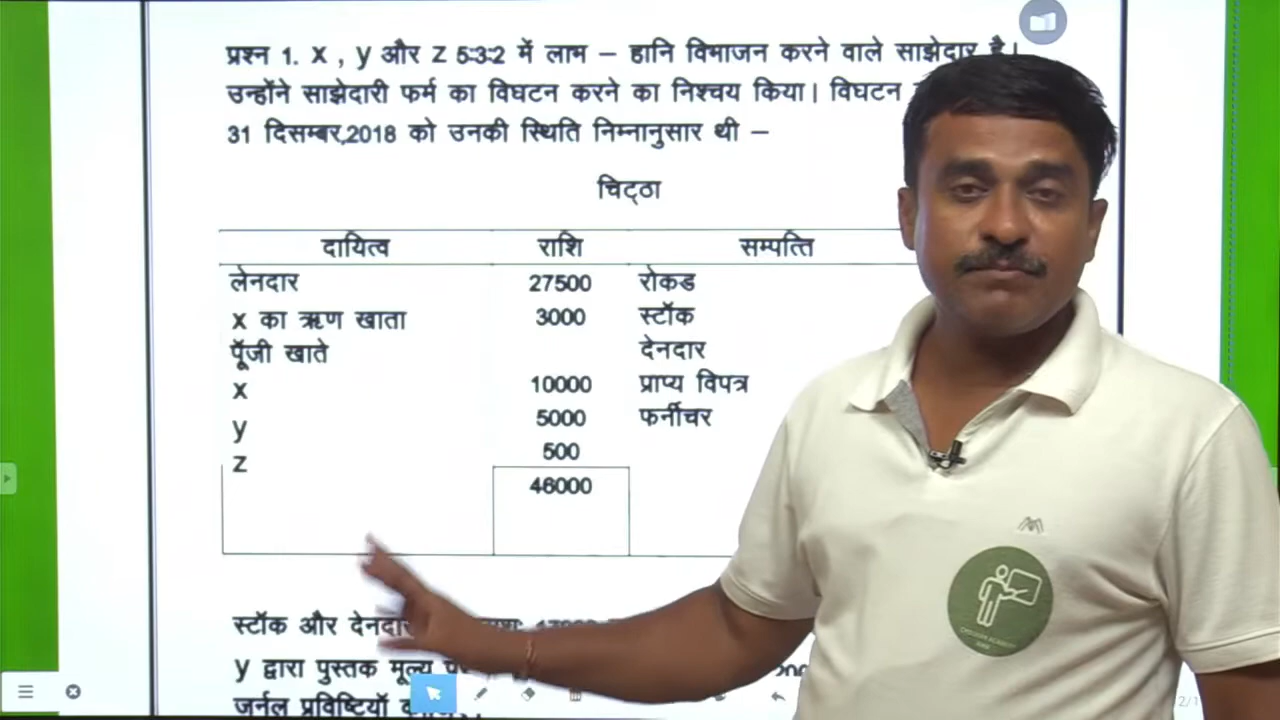 प्रश्न 1. x , y और z 5:3:2 में लाभ – हानि विभाजन करने वाले साझेदार है।
उन्होंने साझेदारी फर्म का विघटन करने का निश्चय किया। विघटन
31 दिसम्बर,2018 को उनकी स्थिति निम्नानुसार थी –
चिट्ठा
दायित्व राशि सम्पत्ति
लेनदार 27500 रोकड
x का ऋण खाता 3000 स्टॉक
पूॅंजी खाते देनदार
x 10000 प्राप्य विपत्र
y 5000 फर्नीचर
z 500
46000
स्टॉक और
y द्वारा पुस्तक मूल्य
जर्नल प्रविष्टियॉं